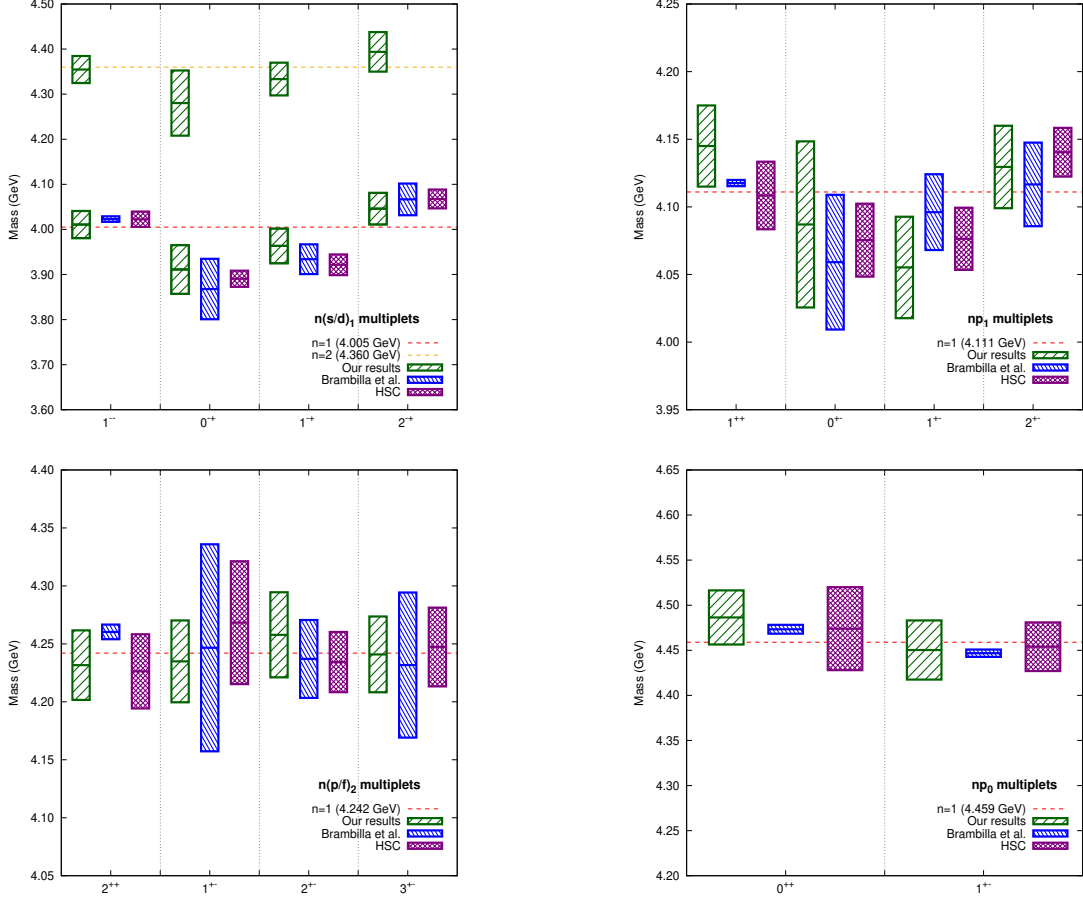 4.50
4.40
4.30
4.20
4.10
4.00
3.90
3.80
3.70
3.60
Mass (GeV)
n(s/d)₁ multiplets
n=1 (4.005 GeV)
n=2 (4.360 GeV)
Our results
Brambilla et al.
HSC
1⁻⁻ 0⁻⁺ 1⁻⁺ 2⁻⁺
4.25
4.20
4.15
4.10
4.05
4.00
3.95
Mass (GeV)
np₁ multiplets
n=1 (4.111 GeV)
Our results
Brambilla et al.
HSC
1⁺⁺ 0⁺⁻ 1⁺⁻ 2⁺⁻
4.40
4.35
4.30
4.25
4.20
4.15
4.10
4.05
Mass (GeV)
n(p/f)₂ multiplets
n=1 (4.242 GeV)
Our results
Brambilla et al.
HSC
2⁺⁺ 1⁺⁻ 2⁺⁻ 3⁺⁻
4.65
4.60
4.55
4.50
4.45
4.40
4.35
4.30
4.25
4.20
Mass (GeV)
np₀ multiplets
n=1 (4.459 GeV)
Our results
Brambilla et al.
HSC
0⁺⁺ 1⁺⁻